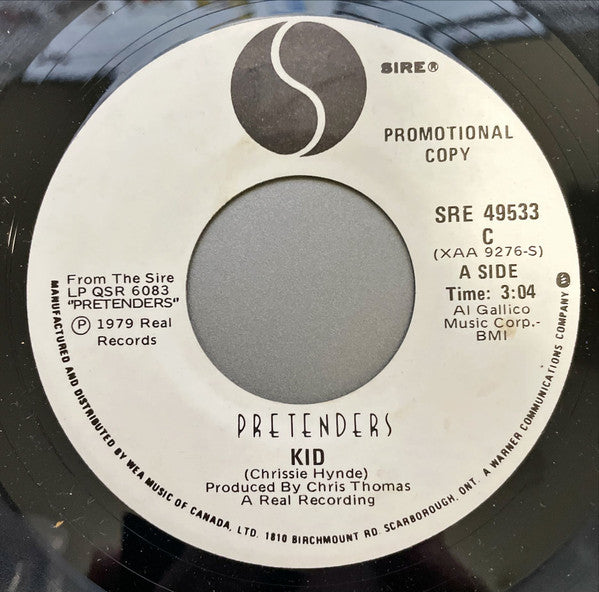 SIRE®
PROMOTIONAL
COPY
SRE 49533
C
(XAA 9276-S)
A SIDE
Time: 3:04
Al Gallico
Music Corp.-
BMI
From The Sire
LP QSR 6083
"PRETENDERS"
Ⓟ 1979 Real
Records
PRETENDERS
KID
(Chrissie Hynde)
Produced By Chris Thomas
A Real Recording
MANUFACTURED AND DISTRIBUTED BY WEA MUSIC OF CANADA, LTD. 1810 BIRCHMOUNT RD. SCARBOROUGH, ONT. A WARNER COMMUNICATIONS COMPANY